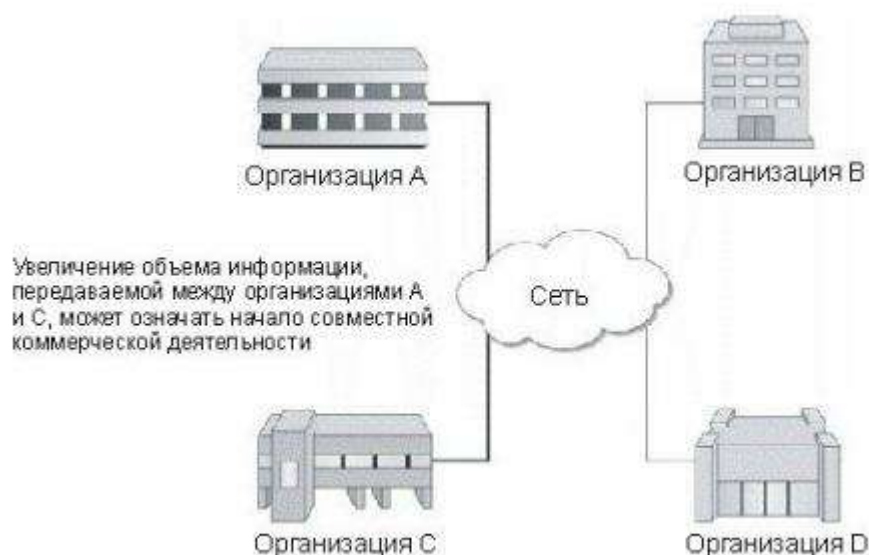 Организация А
Организация В
Увеличение объема информации,
передаваемой между организациями А
и С, может означать начало совместной
коммерческой деятельности
Сеть
Организация С
Организация D